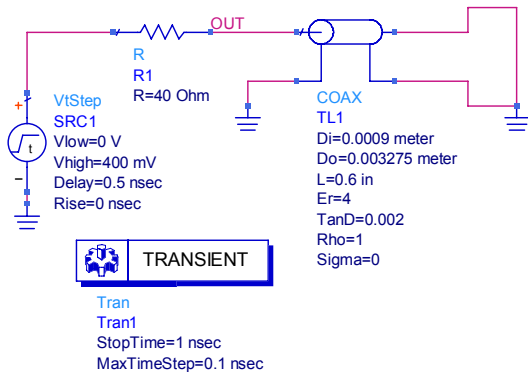 OUT
R
R1
R=40 Ohm
+
VtStep
SRC1
Vlow=0 V
Vhigh=400 mV
Delay=0.5 nsec
Rise=0 nsec
t
-
COAX
TL1
Di=0.0009 meter
Do=0.003275 meter
L=0.6 in
Er=4
TanD=0.002
Rho=1
Sigma=0
TRANSIENT
Tran
Tran1
StopTime=1 nsec
MaxTimeStep=0.1 nsec